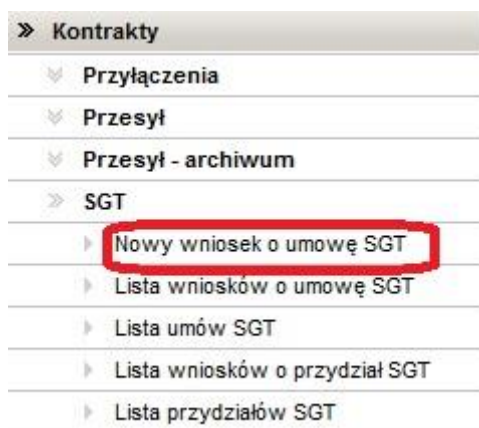 Kontrakty
Przyłączenia
Przesył
Przesył - archiwum
SGT
Nowy wniosek o umowę SGT
Lista wniosków o umowę SGT
Lista umów SGT
Lista wniosków o przydział SGT
Lista przydziałów SGT